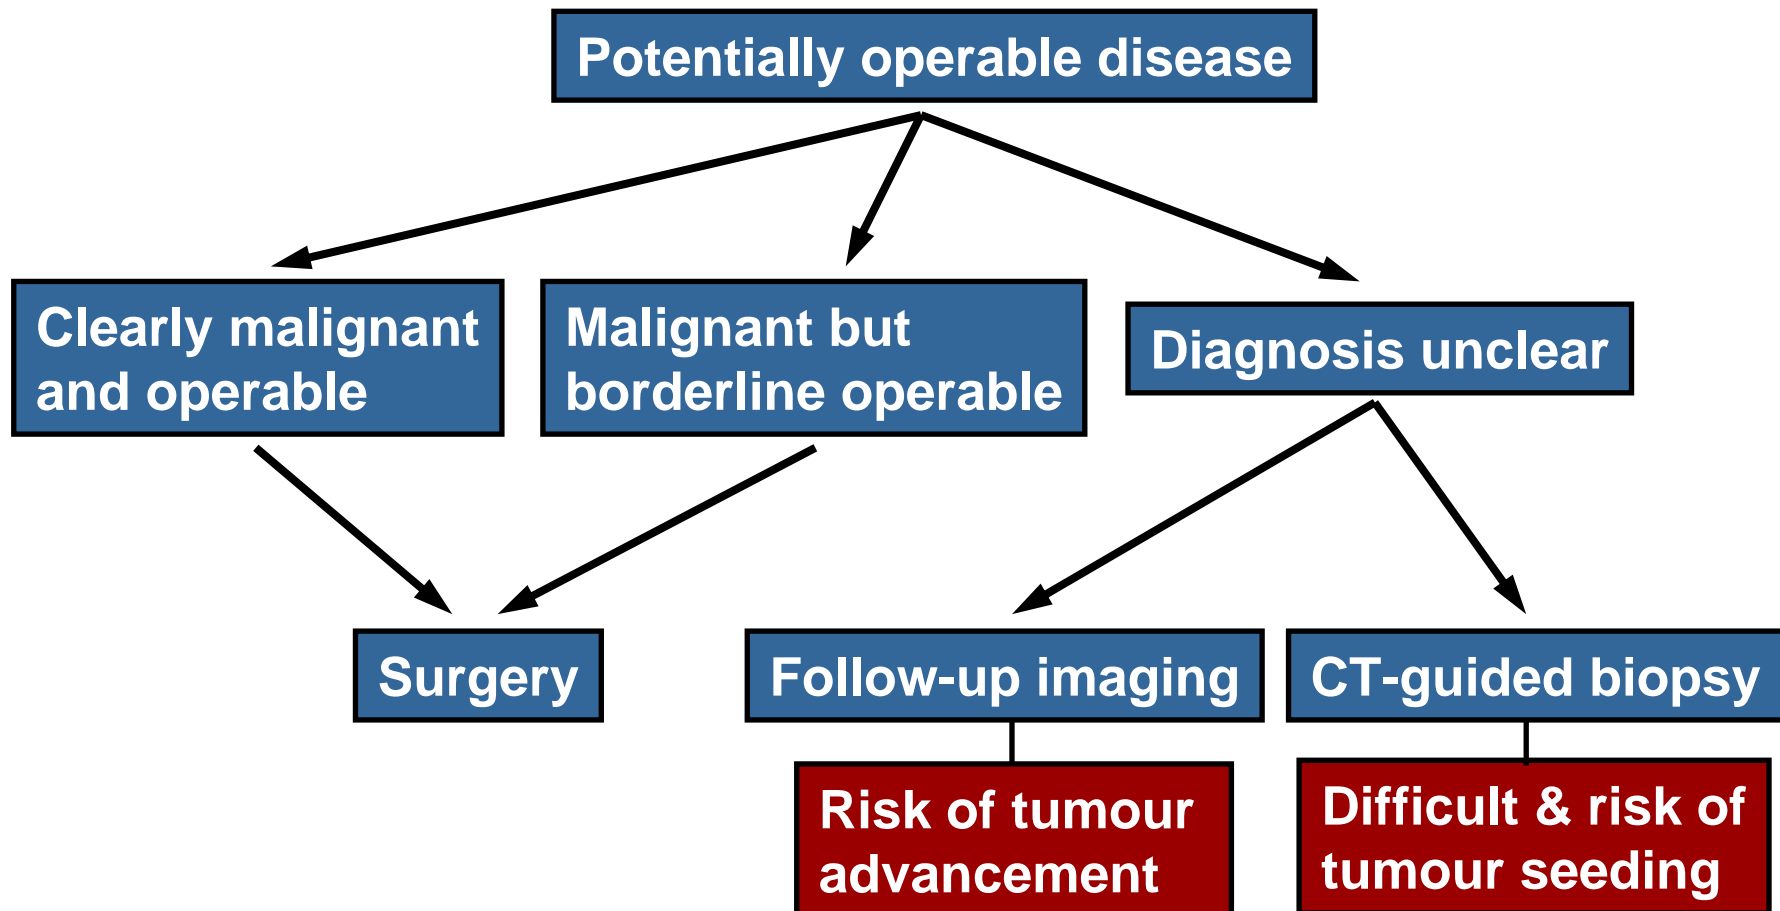 Potentially operable disease
Clearly malignant
and operable
Malignant but
borderline operable
Diagnosis unclear
Surgery
Follow-up imaging
CT-guided biopsy
Risk of tumour
advancement
Difficult & risk of
tumour seeding